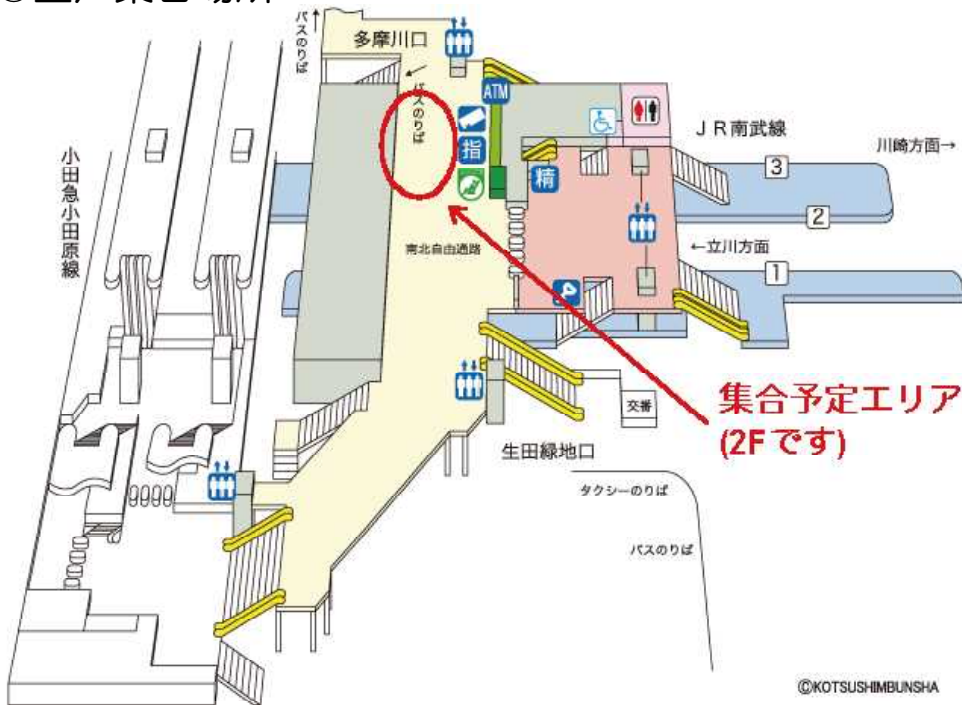 バスのりば
多摩川口
バスのりば
ATM
指
精
JR南武線
川崎方面→
3
2
←立川方面
1
小田急小田原線
南北自由通路
集合予定エリア
(2Fです)
交番
生田緑地口
タクシーのりば
バスのりば
©KOTSUSHIMBUNSHA